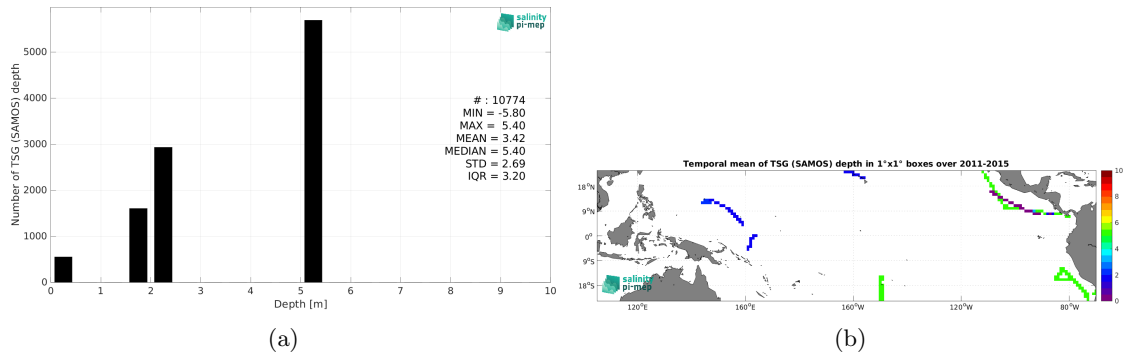 salinity
pi-mep
Number of TSG (SAMOS) depth
5000
4000
3000
2000
1000
0
# : 10774
MIN = -5.80
MAX = 5.40
MEAN = 3.42
MEDIAN = 5.40
STD = 2.69
IQR = 3.20
0 1 2 3 4 5 6 7 8 9 10
Depth [m]
(a)
Temporal mean of TSG (SAMOS) depth in 1°x1° boxes over 2011-2015
18°N
9°N
0°
9°S
18°S
salinity
pi-mep
120°E 160°E 160°W 120°W 80°W
10
8
6
4
2
0
(b)